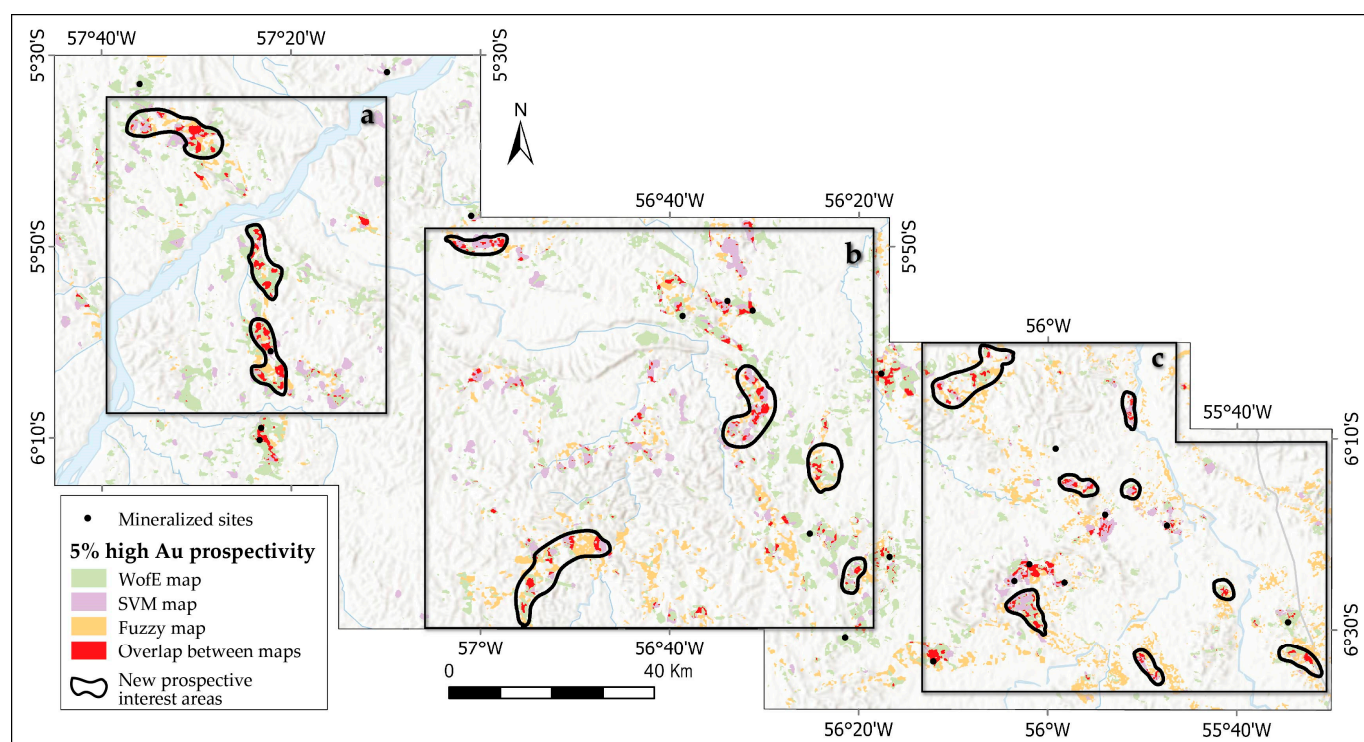 57°40'W
57°20'W
5°30'S
5°30'S
a
N
56°40'W
56°20'W
5°50'S
b
5°50'S
56°W
c
55°40'W
6°10'S
6°10'S
Mineralized sites
5% high Au prospectivity
WofE map
SVM map
Fuzzy map
Overlap between maps
New prospective
interest areas
57°W
56°40'W
0
40 Km
6°30'S
56°20'W
56°W
55°40'W